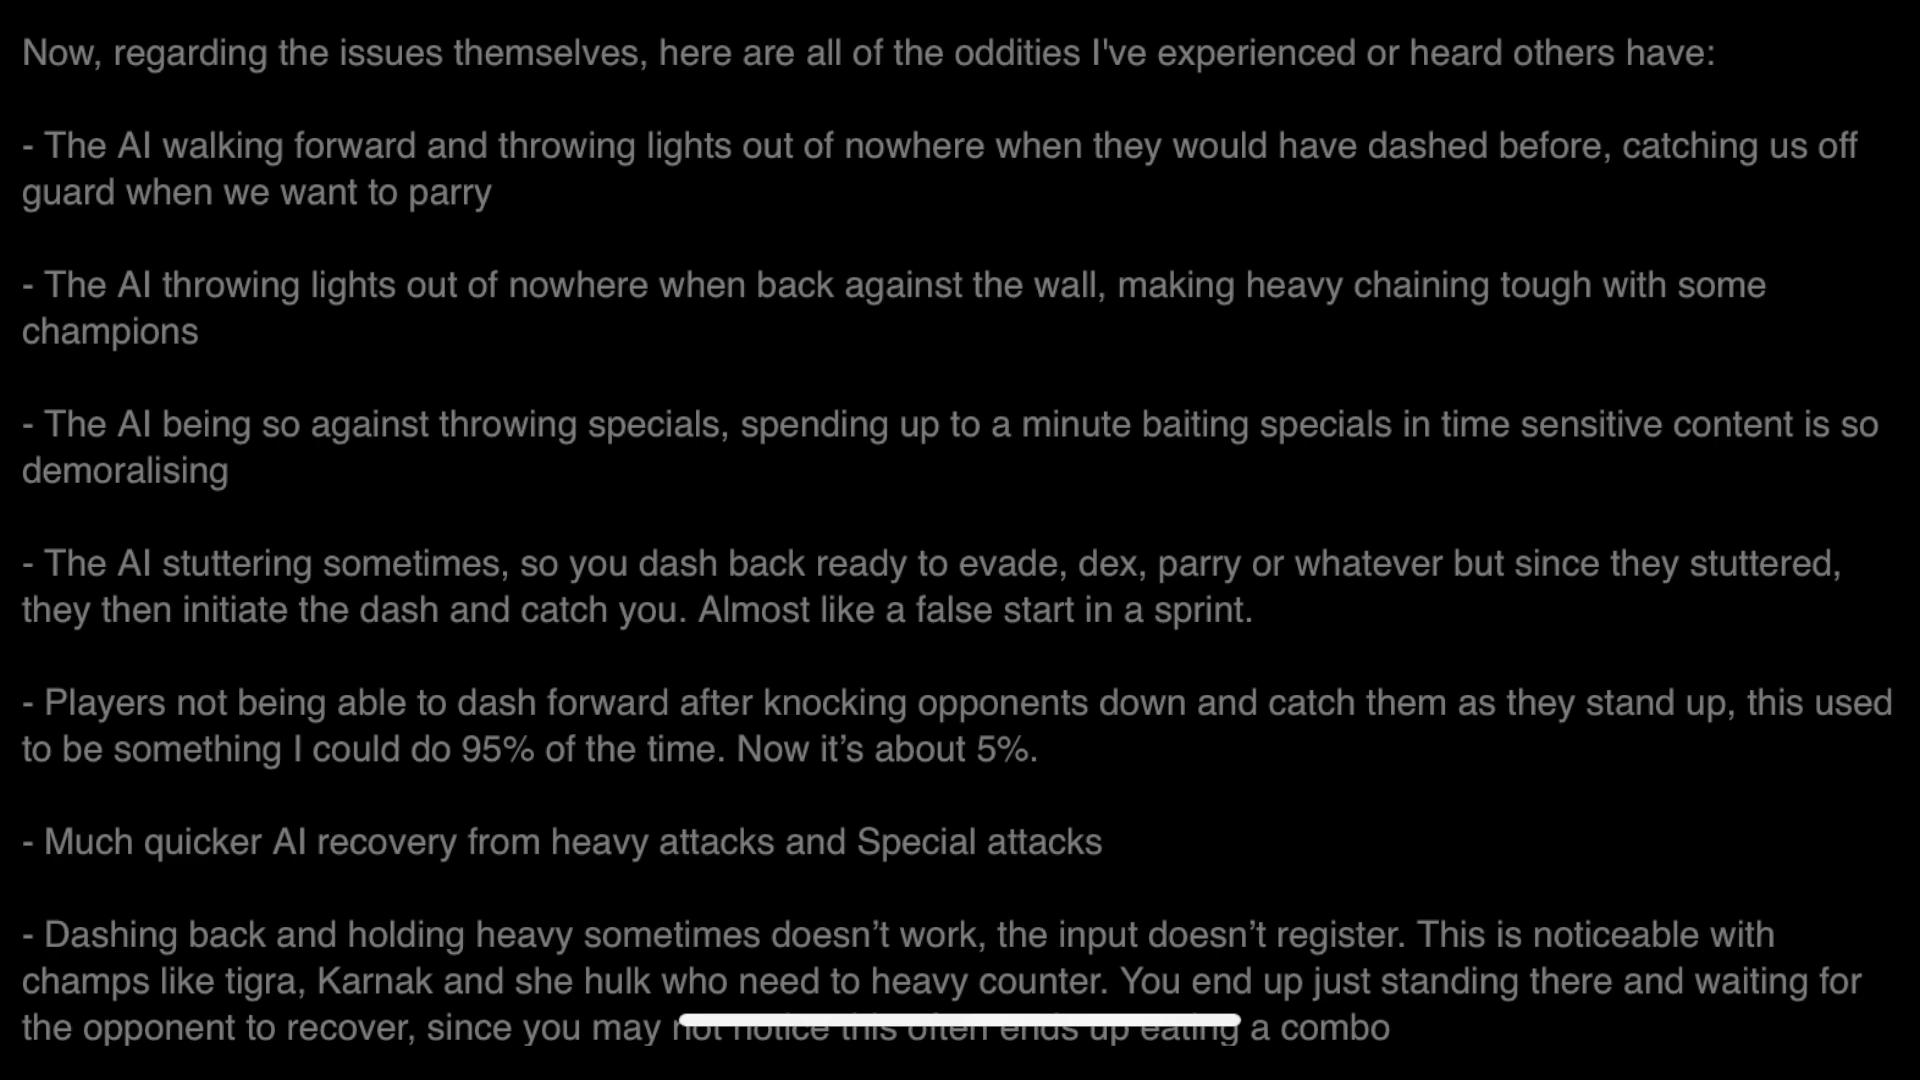 Now, regarding the issues themselves, here are all of the oddities I've experienced or heard others have:
- The AI walking forward and throwing lights out of nowhere when they would have dashed before, catching us off
guard when we want to parry
- The AI throwing lights out of nowhere when back against the wall, making heavy chaining tough with some
champions
- The AI being so against throwing specials, spending up to a minute baiting specials in time sensitive content is so
demoralising
- The AI stuttering sometimes, so you dash back ready to evade, dex, parry or whatever but since they stuttered,
they then initiate the dash and catch you. Almost like a false start in a sprint.
- Players not being able to dash forward after knocking opponents down and catch them as they stand up, this used
to be something I could do 95% of the time. Now it’s about 5%.
- Much quicker AI recovery from heavy attacks and Special attacks
- Dashing back and holding heavy sometimes doesn’t work, the input doesn’t register. This is noticeable with
champs like tigra, Karnak and she hulk who need to heavy counter. You end up just standing there and waiting for
the opponent to recover, since you may not notice this often ends up eating a combo